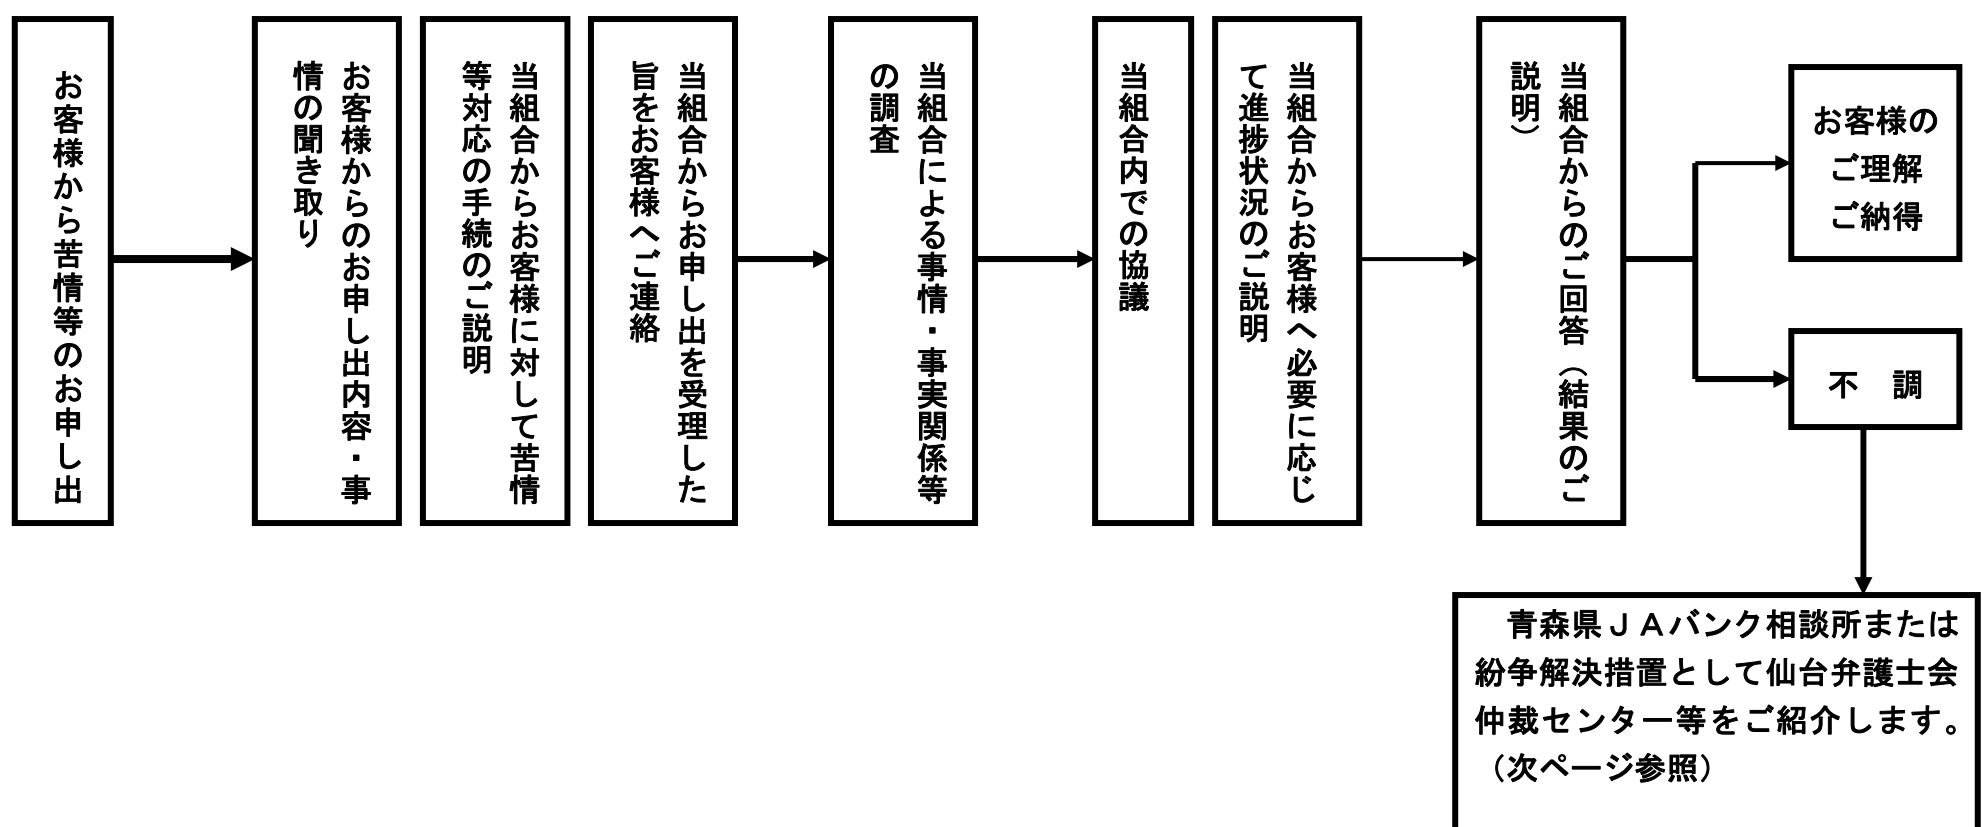 お客様から苦情等のお申し出
お客様からのお申し出内容・事
情の聞き取り
当組合からお客様に対して苦情
等対応の手続のご説明
当組合からお申し出を受理した
旨をお客様へご連絡
当組合による事情・事実関係等
の調査
当組合内での協議
当組合からお客様へ必要に応じ
て進捗状況のご説明
当組合からのご回答（結果のご
説明）
お客様の
ご理解
ご納得
不　調
青森県ＪＡバンク相談所または
紛争解決措置として仙台弁護士会
仲裁センター等をご紹介します。
（次ページ参照）